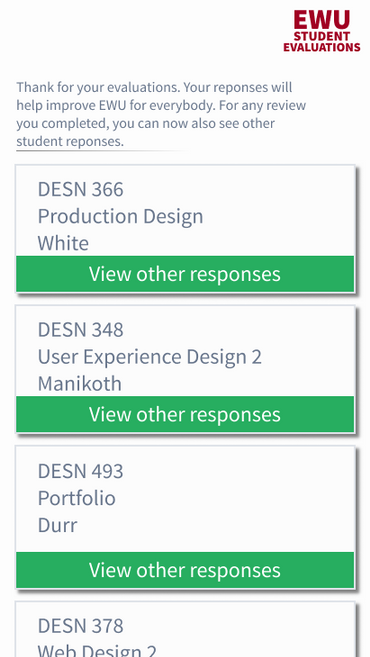 EWU
STUDENT
EVALUATIONS
Thank for your evaluations. Your reponses will
help improve EWU for everybody. For any review
you completed, you can now also see other
student reponses.
DESN 366
Production Design
White
View other responses
DESN 348
User Experience Design 2
Manikoth
View other responses
DESN 493
Portfolio
Durr
View other responses
DESN 378
Web Design 2